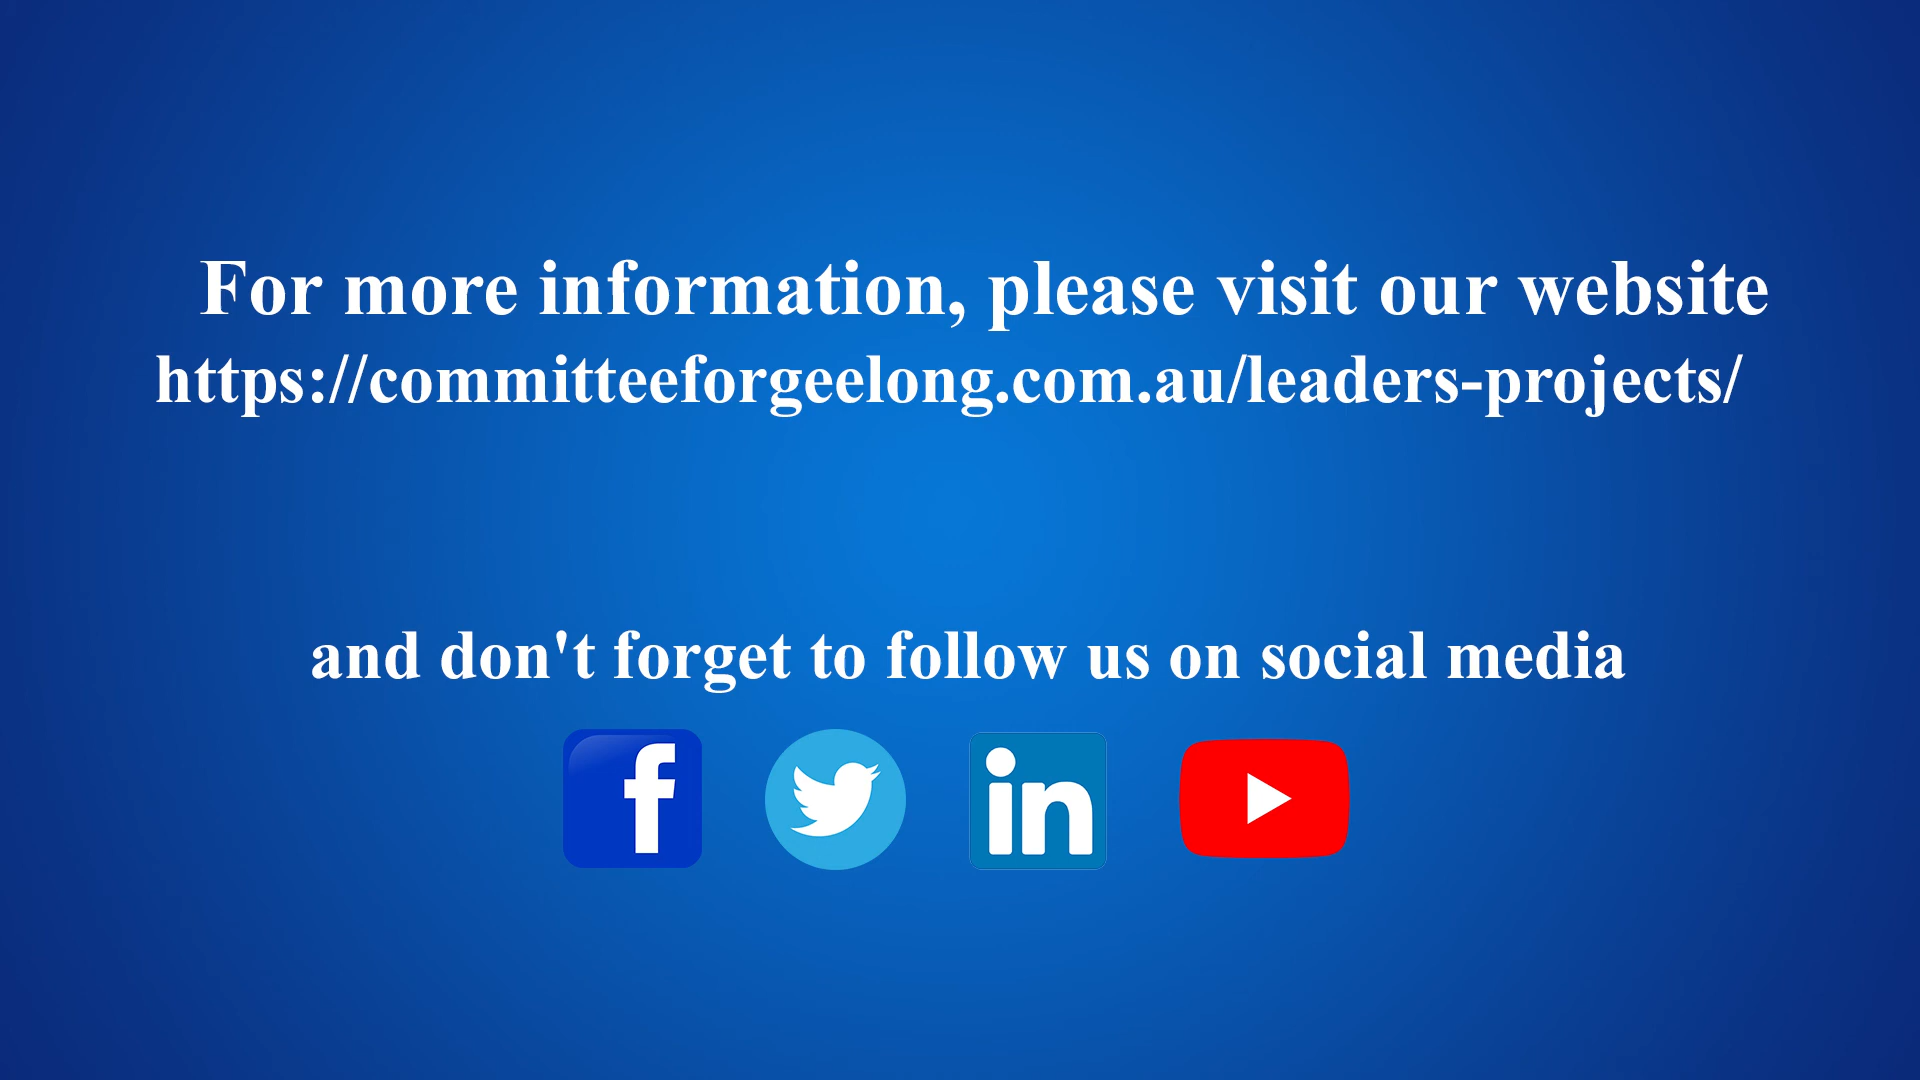 For more information, please visit our website
https://committeeforgeelong.com.au/leaders-projects/
and don't forget to follow us on social media
f
in